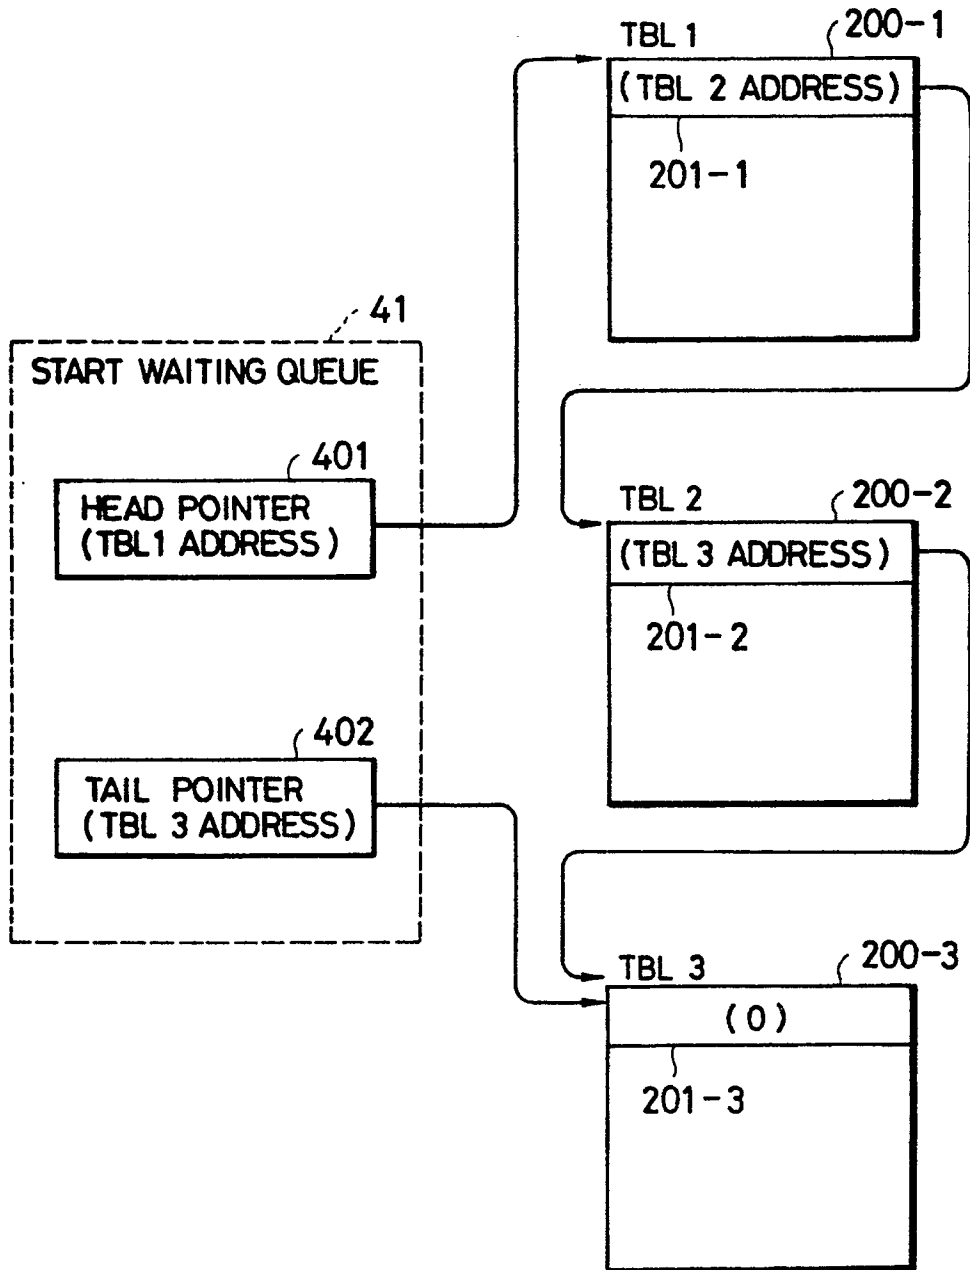 TBL 1
200-1
(TBL 2 ADDRESS)
201-1
41
START WAITING QUEUE
401
HEAD POINTER
(TBL1 ADDRESS)
TBL 2
200-2
(TBL 3 ADDRESS)
201-2
402
TAIL POINTER
(TBL 3 ADDRESS)
TBL 3
200-3
(0)
201-3